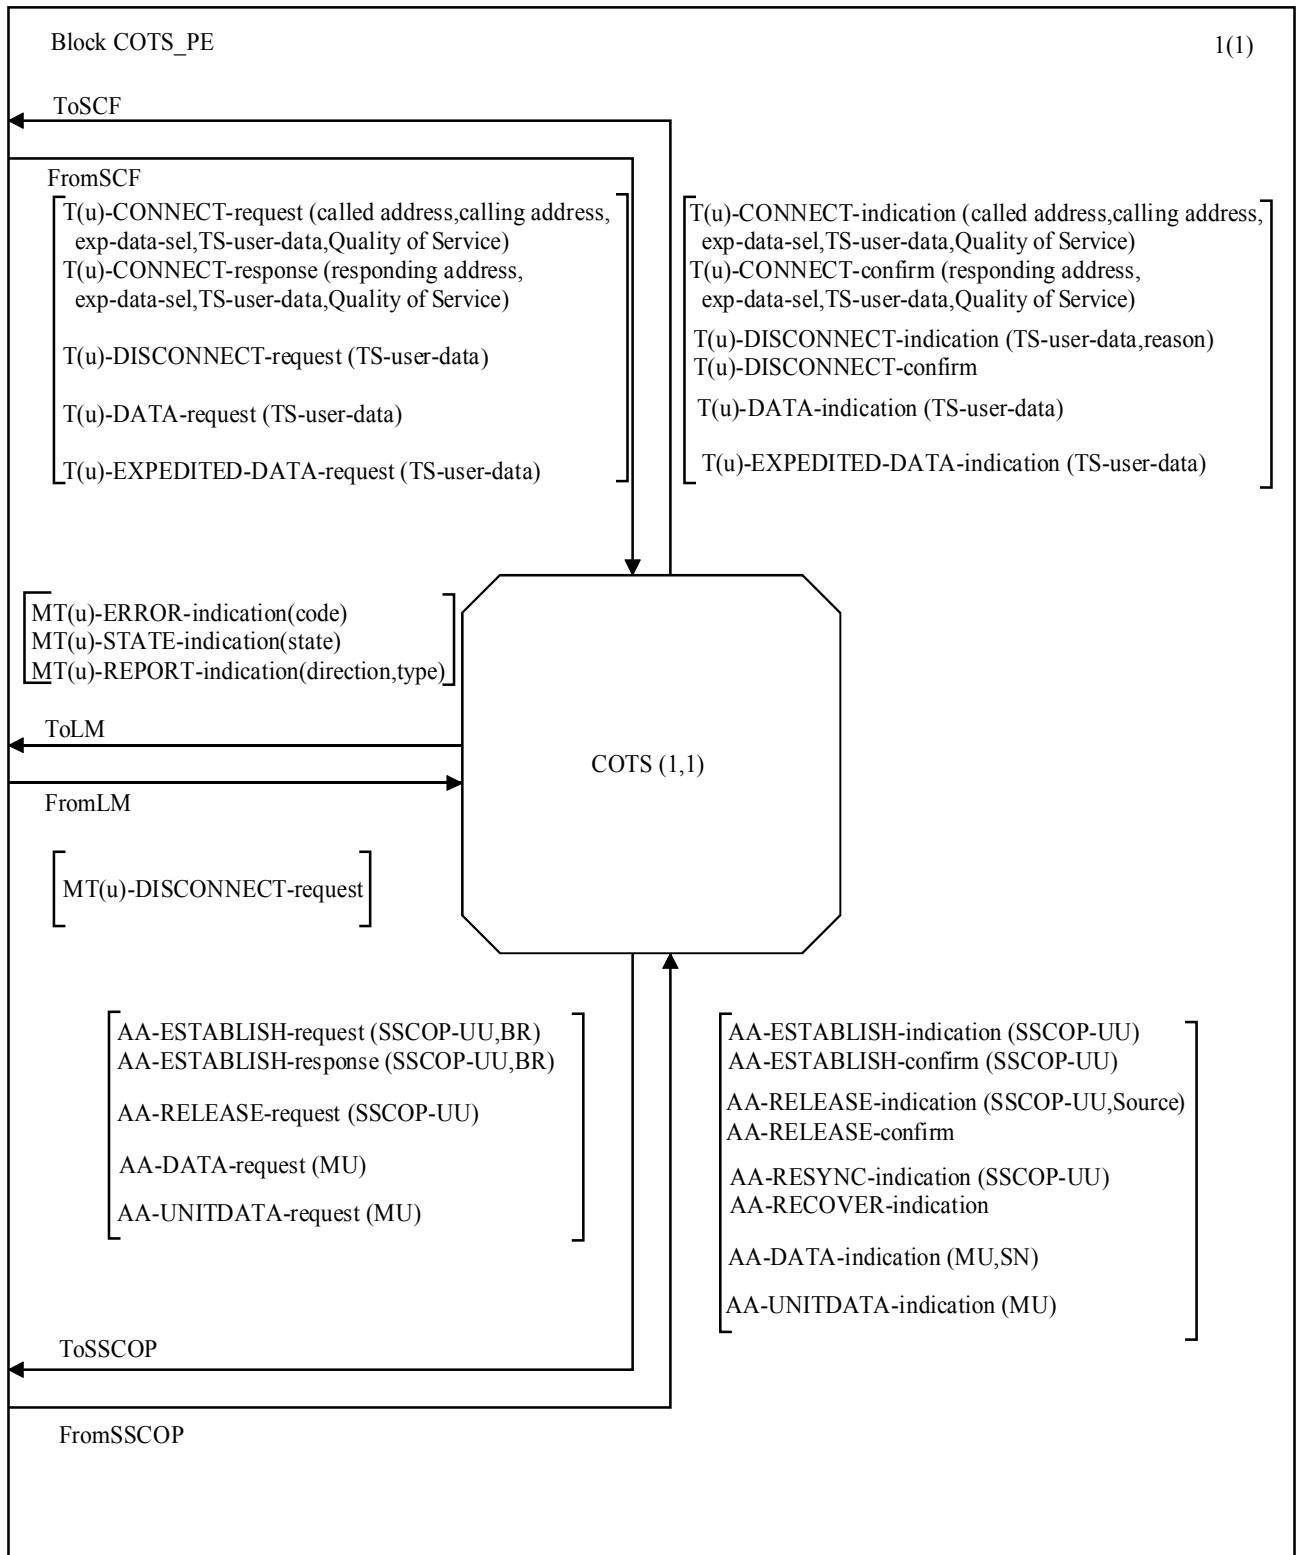 Block COTS_PE
1(1)
ToSCF
FromSCF
T(u)-CONNECT-request (called address,calling address,
exp-data-sel,TS-user-data,Quality of Service)
T(u)-CONNECT-response (responding address,
exp-data-sel,TS-user-data,Quality of Service)
T(u)-DISCONNECT-request (TS-user-data)
T(u)-DATA-request (TS-user-data)
T(u)-EXPEDITED-DATA-request (TS-user-data)
T(u)-CONNECT-indication (called address,calling address,
exp-data-sel,TS-user-data,Quality of Service)
T(u)-CONNECT-confirm (responding address,
exp-data-sel,TS-user-data,Quality of Service)
T(u)-DISCONNECT-indication (TS-user-data,reason)
T(u)-DISCONNECT-confirm
T(u)-DATA-indication (TS-user-data)
T(u)-EXPEDITED-DATA-indication (TS-user-data)
MT(u)-ERROR-indication(code)
MT(u)-STATE-indication(state)
MT(u)-REPORT-indication(direction,type)
ToLM
COTS (1,1)
FromLM
MT(u)-DISCONNECT-request
AA-ESTABLISH-request (SSCOP-UU,BR)
AA-ESTABLISH-response (SSCOP-UU,BR)
AA-RELEASE-request (SSCOP-UU)
AA-DATA-request (MU)
AA-UNITDATA-request (MU)
AA-ESTABLISH-indication (SSCOP-UU)
AA-ESTABLISH-confirm (SSCOP-UU)
AA-RELEASE-indication (SSCOP-UU,Source)
AA-RELEASE-confirm
AA-RESYNC-indication (SSCOP-UU)
AA-RECOVER-indication
AA-DATA-indication (MU,SN)
AA-UNITDATA-indication (MU)
ToSSCOP
FromSSCOP